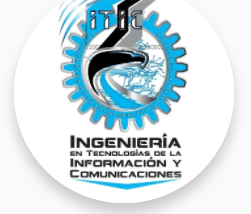 ITIC
INGENIERÍA
EN TECNOLOGÍAS DE LA
INFORMACIÓN Y
COMUNICACIONES